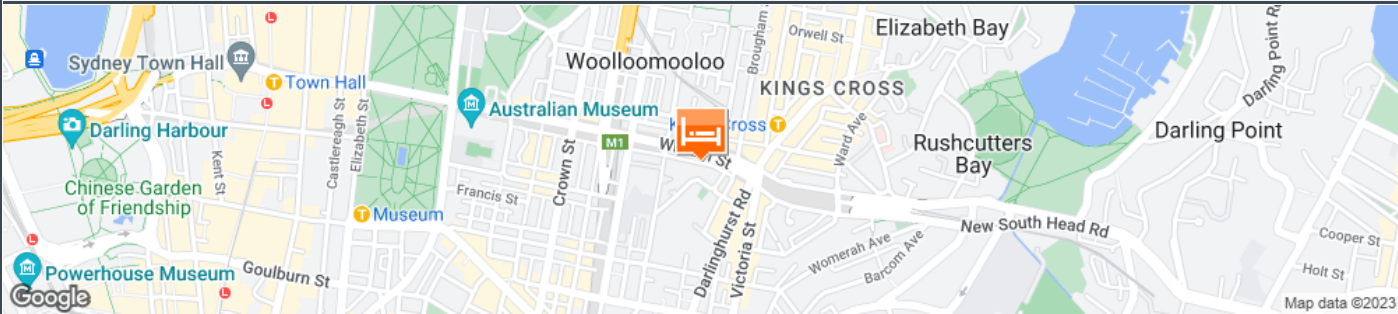 Elizabeth Bay
Orwell St
Brougham
Sydney Town Hall
Woolloomooloo
Town Hall
KINGS CROSS
Darling Point Rd
Australian Museum
Darling Harbour
Cross
M1
St
Ward Ave
Rushcutters
Bay
Darling Point
Castlereagh St
Elizabeth St
Kent St
Crown St
Chinese Garden
of Friendship
Francis St
Museum
Darlinghurst Rd
Victoria St
New South Head Rd
Womerah Ave
Barcom Ave
Cooper St
Goulburn St
Powerhouse Museum
Holt St
Google
Map data ©2023